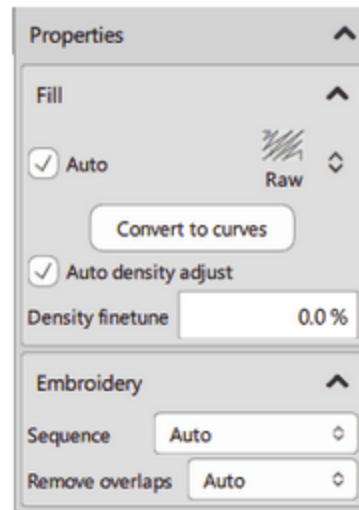 Properties
Fill
Auto
Raw
Convert to curves
Auto density adjust
Density finetune 0.0 %
Embroidery
Sequence Auto
Remove overlaps Auto